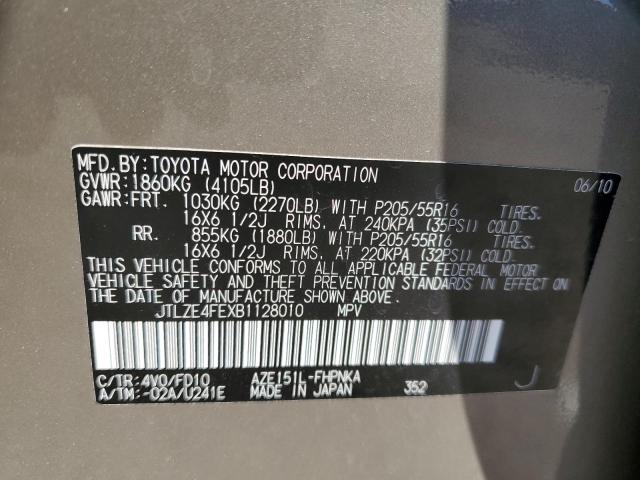 MFD.BY:TOYOTA MOTOR CORPORATION 06/10
GVWR:1860KG (4105LB)
GAWR:FRT. 1030KG (2270LB) WITH P205/55R16 TIRES.
16X6 1/2J RIMS. AT 240KPA (35PSI) COLD.
RR. 855KG (1880LB) WITH P205/55R16 TIRES.
16X6 1/2J RIMS. AT 220KPA (32PSI) COLD.
THIS VEHICLE CONFORMS TO ALL APPLICABLE FEDERAL MOTOR
VEHICLE SAFETY AND THEFT PREVENTION STANDARDS IN EFFECT ON
THE DATE OF MANUFACTURE SHOWN ABOVE.
JTLZE4FEXB1128010 MPV
C/TR:4V0/FD10 AZE151L-FHPNKA
A/TM:-02A/U241E MADE IN JAPAN 352 J